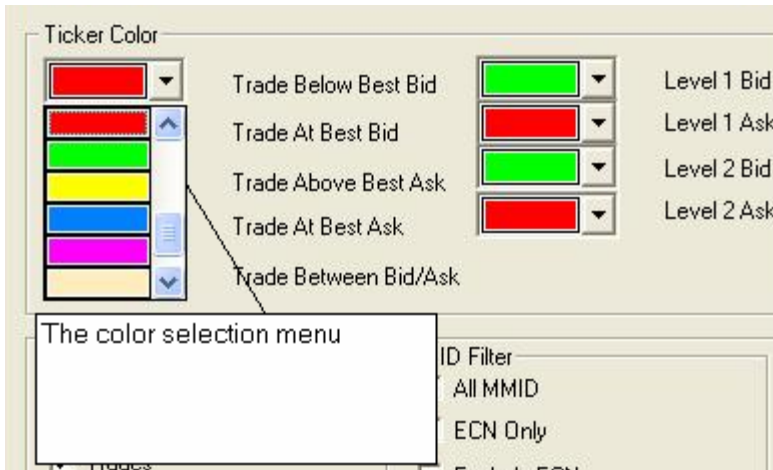 Ticker Color
Trade Below Best Bid
Trade At Best Bid
Trade Above Best Ask
Trade At Best Ask
Trade Between Bid/Ask
Level 1 Bid
Level 1 Ask
Level 2 Bid
Level 2 Ask
The color selection menu
ID Filter
All MMID
ECN Only